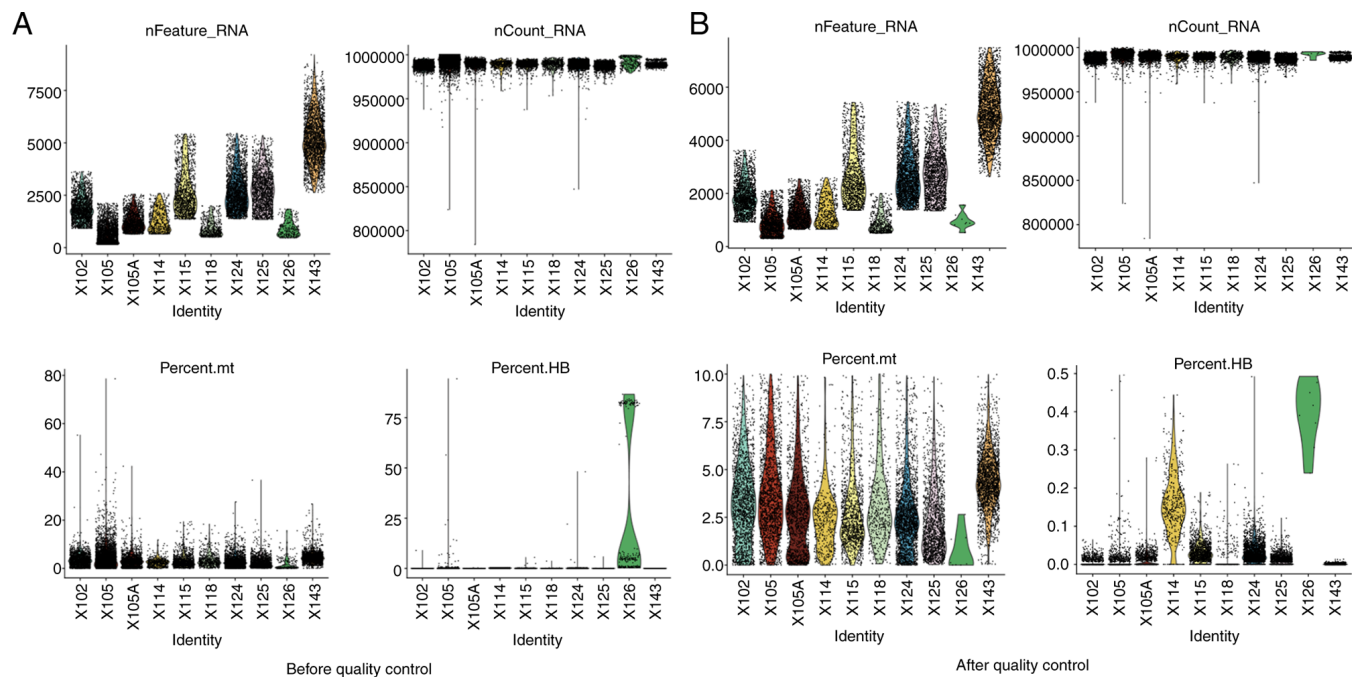 A
nFeature_RNA
7500
5000
2500
0
X102 X105 X105A X114 X115 X118 X124 X125 X126 X143
Identity
nCount_RNA
1000000
950000
900000
850000
800000
X102 X105 X105A X114 X115 X118 X124 X125 X126 X143
Identity
Percent.mt
80
60
40
20
0
X102 X105 X105A X114 X115 X118 X124 X125 X126 X143
Identity
Percent.HB
75
50
25
0
X102 X105 X105A X114 X115 X118 X124 X125 X126 X143
Identity
Before quality control
B
nFeature_RNA
6000
4000
2000
0
X102 X105 X105A X114 X115 X118 X124 X125 X126 X143
Identity
nCount_RNA
1000000
950000
900000
850000
800000
X102 X105 X105A X114 X115 X118 X124 X125 X126 X143
Identity
Percent.mt
10.0
7.5
5.0
2.5
0.0
X102 X105 X105A X114 X115 X118 X124 X125 X126 X143
Identity
Percent.HB
0.5
0.4
0.3
0.2
0.1
0.0
X102 X105 X105A X114 X115 X118 X124 X125 X126 X143
Identity
After quality control